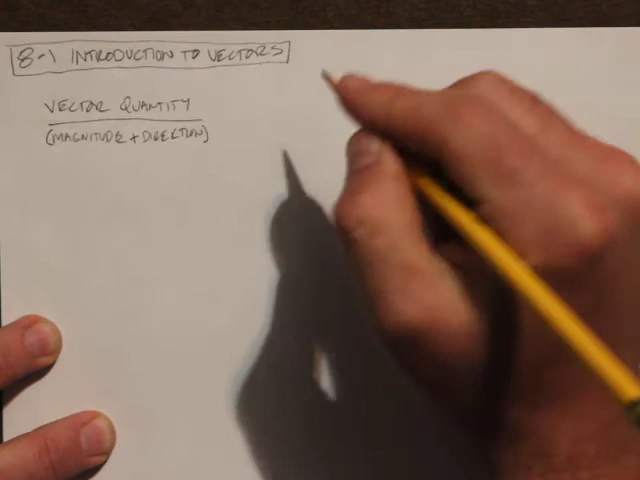 8-1 INTRODUCTION TO VECTORS
VECTOR QUANTITY
(MAGNITUDE + DIRECTION)